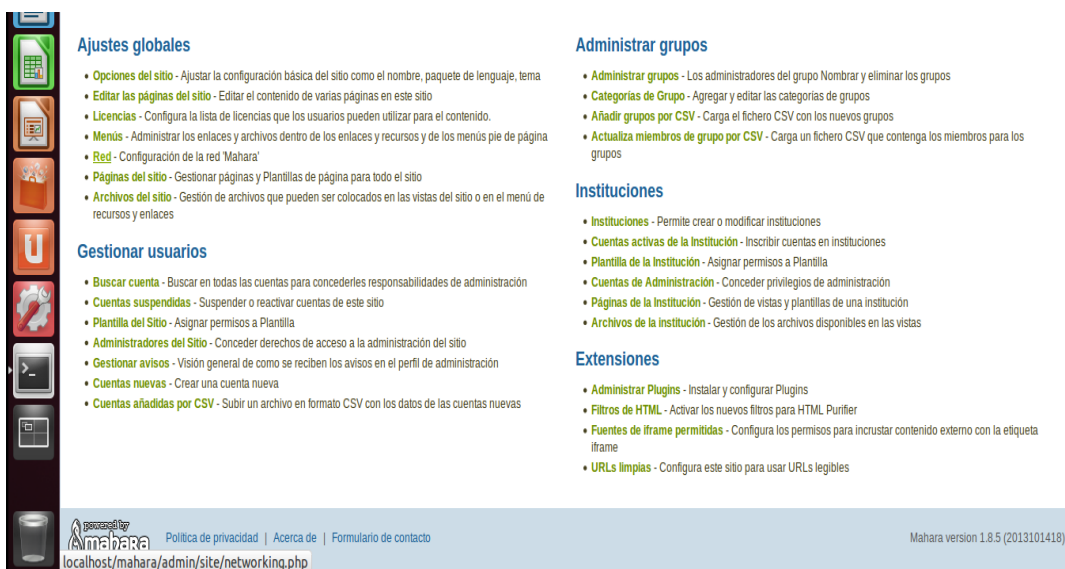 Ajustes globales
Opciones del sitio - Ajustar la configuración básica del sitio como el nombre, paquete de lenguaje, tema
Editar las páginas del sitio - Editar el contenido de varias páginas en este sitio
Licencias - Configura la lista de licencias que los usuarios pueden utilizar para el contenido.
Menús - Administrar los enlaces y archivos dentro de los enlaces y recursos y de los menús pie de página
Red - Configuración de la red 'Mahara'
Páginas del sitio - Gestionar páginas y Plantillas de página para todo el sitio
Archivos del sitio - Gestión de archivos que pueden ser colocados en las vistas del sitio o en el menú de
recursos y enlaces
Gestionar usuarios
Buscar cuenta - Buscar en todas las cuentas para concederles responsabilidades de administración
Cuentas suspendidas - Suspender o reactivar cuentas de este sitio
Plantilla del Sitio - Asignar permisos a Plantilla
Administradores del Sitio - Conceder derechos de acceso a la administración del sitio
Gestionar avisos - Visión general de como se reciben los avisos en el perfil de administración
Cuentas nuevas - Crear una cuenta nueva
Cuentas añadidas por CSV - Subir un archivo en formato CSV con los datos de las cuentas nuevas
Administrar grupos
Administrar grupos - Los administradores del grupo Nombrar y eliminar los grupos
Categorías de Grupo - Agregar y editar las categorías de grupos
Añadir grupos por CSV - Carga el fichero CSV con los nuevos grupos
Actualiza miembros de grupo por CSV - Carga un fichero CSV que contenga los miembros para los
grupos
Instituciones
Instituciones - Permite crear o modificar instituciones
Cuentas activas de la Institución - Inscribir cuentas en instituciones
Plantilla de la Institución - Asignar permisos a Plantilla
Cuentas de Administración - Conceder privilegios de administración
Páginas de la Institución - Gestión de vistas y plantillas de una institución
Archivos de la institución - Gestión de los archivos disponibles en las vistas
Extensiones
Administrar Plugins - Instalar y configurar Plugins
Filtros de HTML - Activar los nuevos filtros para HTML Purifier
Fuentes de iframe permitidas - Configura los permisos para incrustar contenido externo con la etiqueta
iframe
URLs limpias - Configura este sitio para usar URLs legibles
powered by
mahara
Política de privacidad | Acerca de | Formulario de contacto
Mahara version 1.8.5 (2013101418)
localhost/mahara/admin/site/networking.php